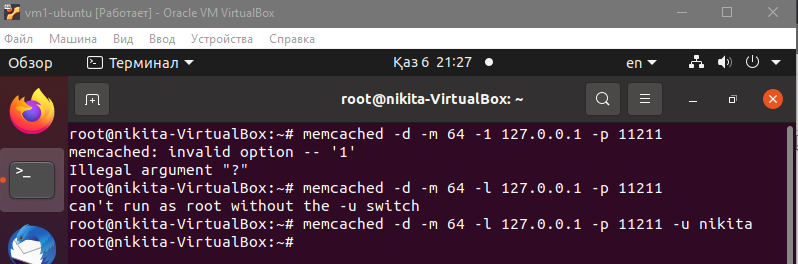 vm1-ubuntu [Работает] - Oracle VM VirtualBox
Файл Машина Вид Ввод Устройства Справка
Обзор Терминал Қаз 6 21:27 en
root@nikita-VirtualBox: ~
root@nikita-VirtualBox:~# memcached -d -m 64 -1 127.0.0.1 -p 11211
memcached: invalid option -- '1'
Illegal argument "?"
root@nikita-VirtualBox:~# memcached -d -m 64 -l 127.0.0.1 -p 11211
can't run as root without the -u switch
root@nikita-VirtualBox:~# memcached -d -m 64 -l 127.0.0.1 -p 11211 -u nikita
root@nikita-VirtualBox:~#